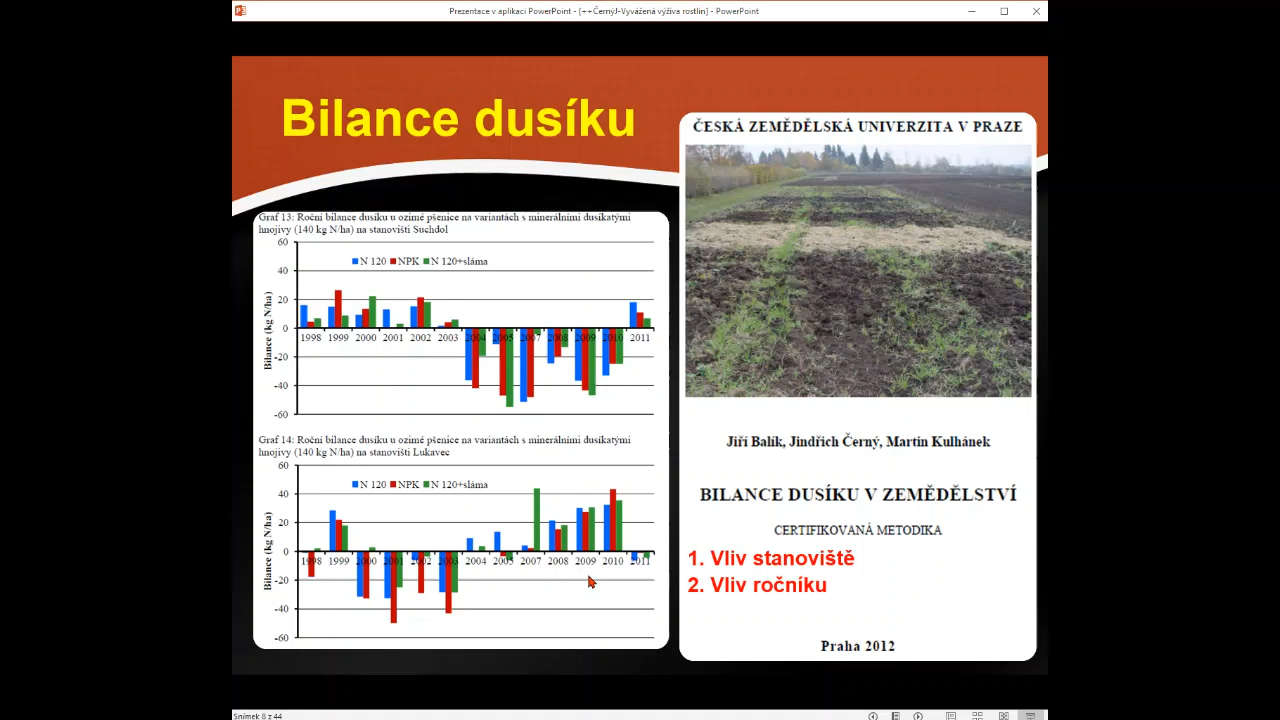 Prezentace v aplikaci PowerPoint - [++ČernýJ-Vyvážená výživa rostlin] - PowerPoint
Bilance dusíku
Graf 13: Roční bilance dusíku u ozimé pšenice na variantách s minerálními dusíkatými
hnojivy (140 kg N/ha) na stanovišti Suchdol
60
40
20
0
-20
-40
-60
Bilance (kg N/ha)
N 120 NPK N 120+sláma
1998 1999 2000 2001 2002 2003 2004 2005 2007 2008 2009 2010 2011
Graf 14: Roční bilance dusíku u ozimé pšenice na variantách s minerálními dusíkatými
hnojivy (140 kg N/ha) na stanovišti Lukavec
60
40
20
0
-20
-40
-60
Bilance (kg N/ha)
N 120 NPK N 120+sláma
1998 1999 2000 2001 2002 2003 2004 2005 2007 2008 2009 2010 2011
ČESKÁ ZEMĚDĚLSKÁ UNIVERZITA V PRAZE
Jiří Balík, Jindřich Černý, Martin Kulhánek
BILANCE DUSÍKU V ZEMĚDĚLSTVÍ
CERTIFIKOVANÁ METODIKA
1. Vliv stanoviště
2. Vliv ročníku
Praha 2012
Snímek 8 z 44